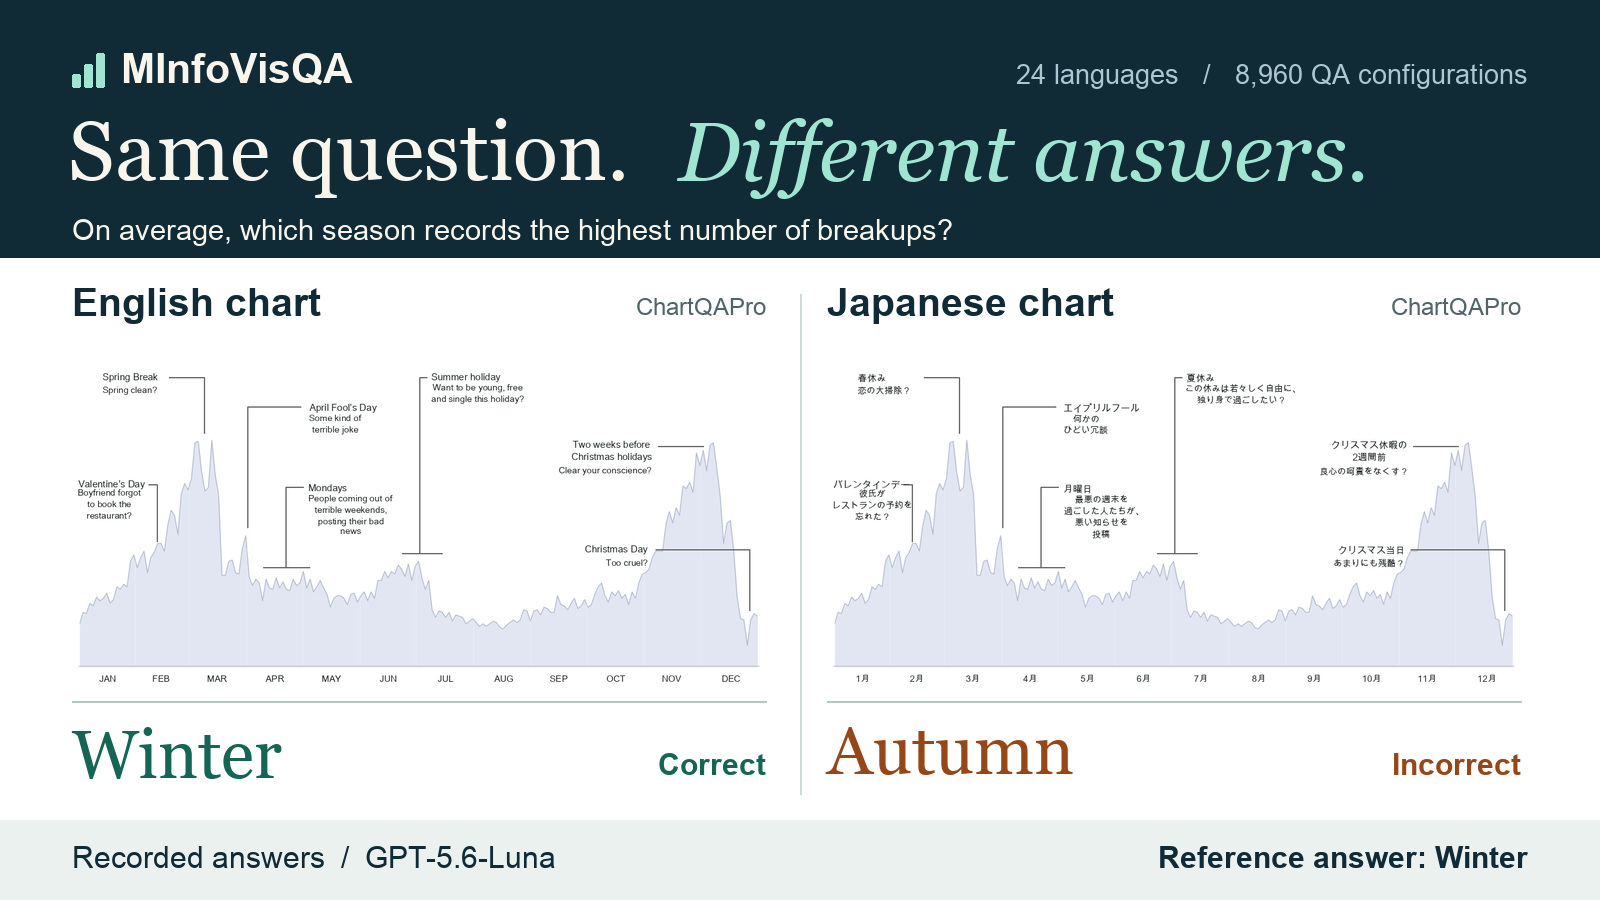 MInfoVisQA
24 languages / 8,960 QA configurations
Same question. Different answers.
On average, which season records the highest number of breakups?
English chart
ChartQAPro
Spring Break
Spring clean?
April Fool's Day
Some kind of
terrible joke
Summer holiday
Want to be young, free
and single this holiday?
Two weeks before
Christmas holidays
Clear your conscience?
Valentine's Day
Boyfriend forgot
to book the
restaurant?
Mondays
People coming out of
terrible weekends,
posting their bad
news
Christmas Day
Too cruel?
JAN FEB MAR APR MAY JUN JUL AUG SEP OCT NOV DEC
Winter
Correct
Japanese chart
ChartQAPro
春休み
恋の大掃除？
エイプリルフール
何かの
ひどい冗談
夏休み
この休みは若々しく自由に、
独り身で過ごしたい？
クリスマス休暇の
2週間前
良心の呵責をなくす？
バレンタインデー
彼氏が
レストランの予約を
忘れた？
月曜日
最悪の週末を
過ごした人たちが、
悪い知らせを
投稿
クリスマス当日
あまりにも残酷？
1月 2月 3月 4月 5月 6月 7月 8月 9月 10月 11月 12月
Autumn
Incorrect
Recorded answers / GPT-5.6-Luna
Reference answer: Winter